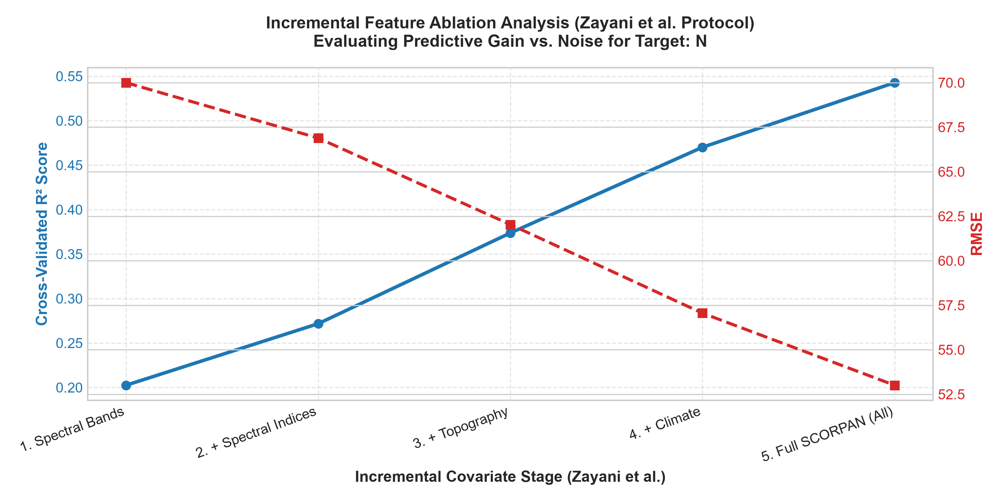 Incremental Feature Ablation Analysis (Zayani et al. Protocol)
Evaluating Predictive Gain vs. Noise for Target: N
Cross-Validated R² Score
0.55
0.50
0.45
0.40
0.35
0.30
0.25
0.20
70.0
67.5
65.0
62.5
60.0
57.5
55.0
52.5
RMSE
1. Spectral Bands
2. + Spectral Indices
3. + Topography
4. + Climate
5. Full SCORPAN (All)
Incremental Covariate Stage (Zayani et al.)